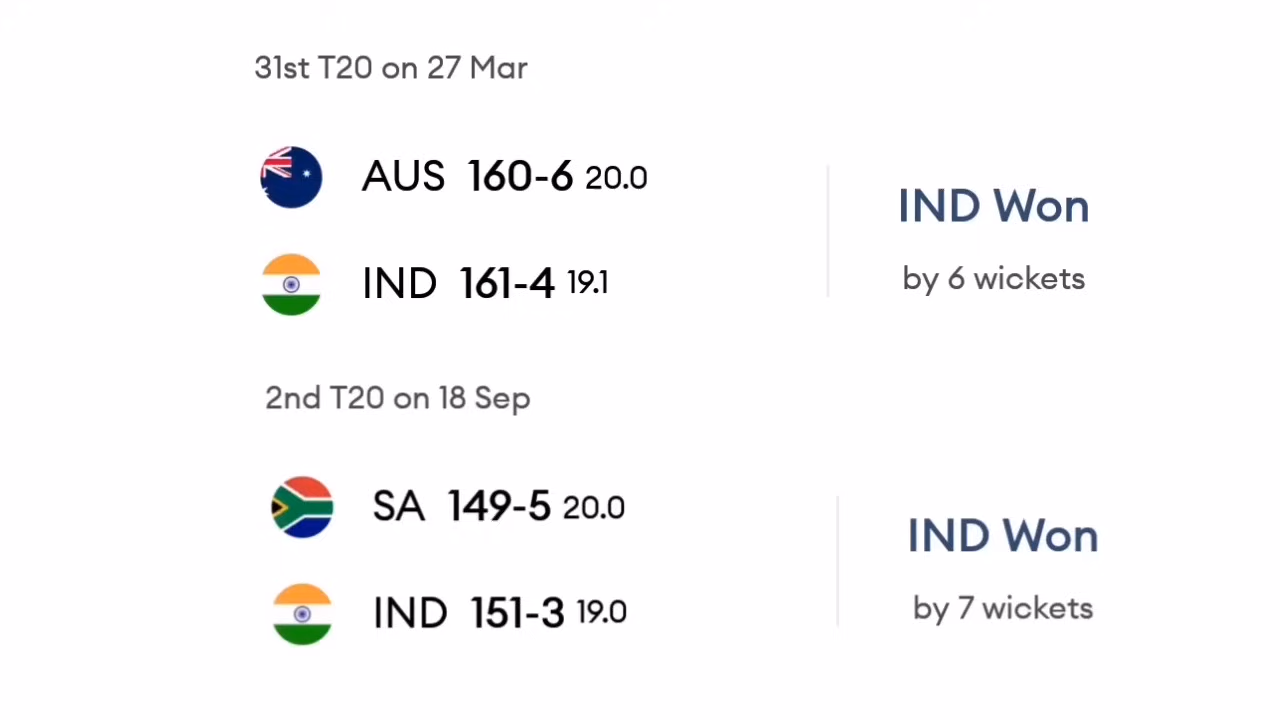 31st T20 on 27 Mar
AUS 160-6 20.0
IND 161-4 19.1
IND Won
by 6 wickets
2nd T20 on 18 Sep
SA 149-5 20.0
IND 151-3 19.0
IND Won
by 7 wickets